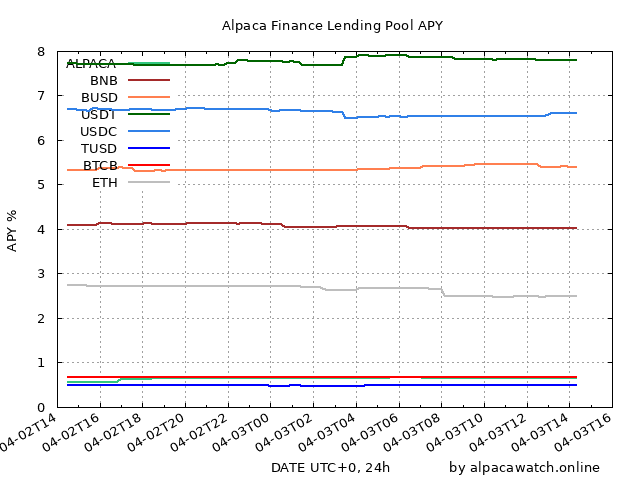 Alpaca Finance Lending Pool APY
8
7
6
5
4
3
2
1
0
APY %
ALPACA
BNB
BUSD
USDT
USDC
TUSD
BTCB
ETH
04-02T14
04-02T16
04-02T18
04-02T20
04-02T22
04-03T00
04-03T02
04-03T04
04-03T06
04-03T08
04-03T10
04-03T12
04-03T14
04-03T16
DATE UTC+0, 24h
by alpacawatch.online